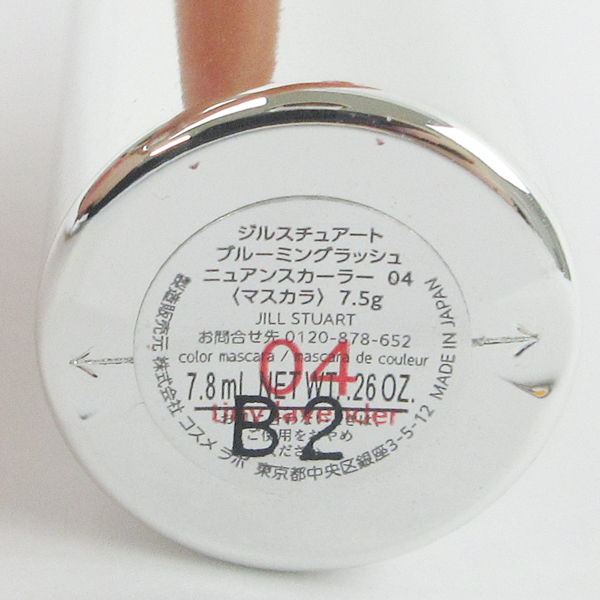 ジルスチュアート
ブルーミングラッシュ
ニュアンスカーラー 04
〈マスカラ〉 7.5g
JILL STUART
お問合せ先 0120-878-652
color mascara / mascara de couleur
04
7.8ml NET WT. .26 OZ.
tiny lavender
B2
ご使用をおやめ
ください
製造販売元 株式会社 コスメ ラボ 東京都中央区銀座3-5-12 MADE IN JAPAN